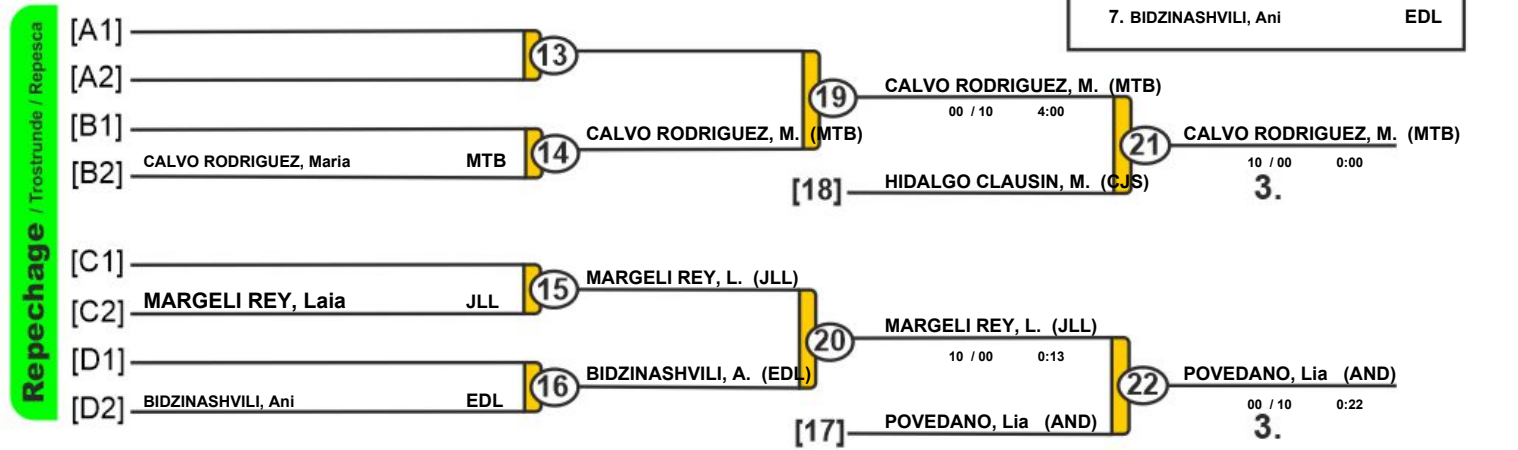 7. BIDZINASHVILI, Ani EDL
Repechage / Trostrunde / Repesca
[A1]
13
[A2]
CALVO RODRIGUEZ, M. (MTB)
19
00 / 10 4:00
[B1]
CALVO RODRIGUEZ, M. (MTB)
14
CALVO RODRIGUEZ, M. (MTB)
21
[B2] CALVO RODRIGUEZ, Maria MTB
10 / 00 0:00
[18] HIDALGO CLAUSIN, M. (CJS)
3.
[C1]
MARGELI REY, L. (JLL)
15
[C2] MARGELI REY, Laia JLL
MARGELI REY, L. (JLL)
20
10 / 00 0:13
[D1]
BIDZINASHVILI, A. (EDL)
16
POVEDANO, Lia (AND)
22
[D2] BIDZINASHVILI, Ani EDL
00 / 10 0:22
[17] POVEDANO, Lia (AND)
3.